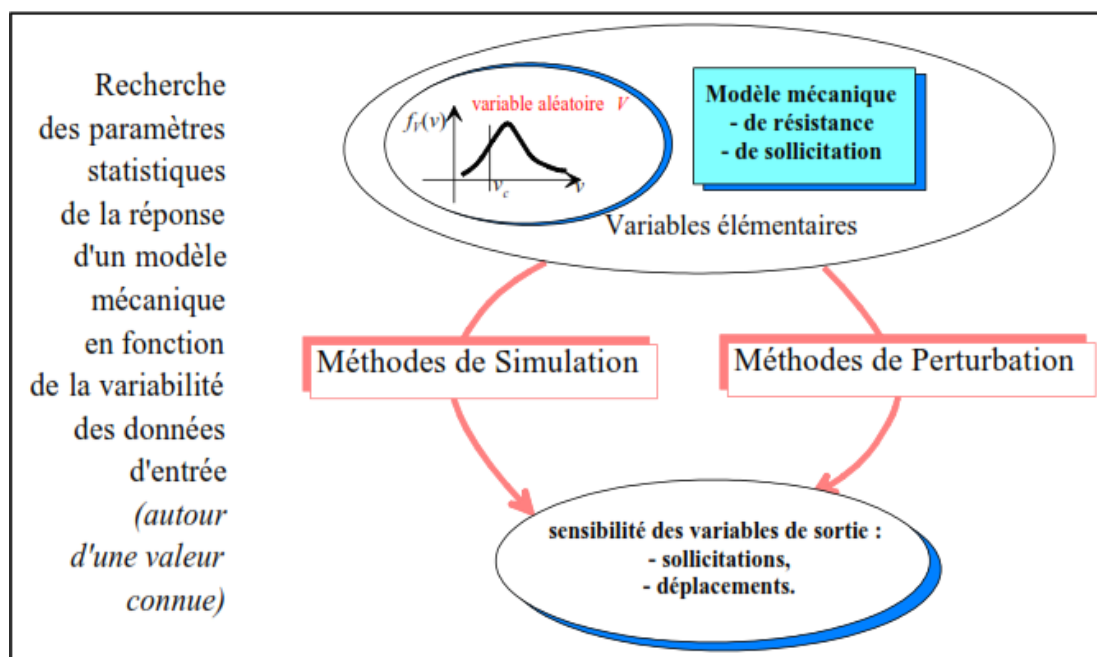 Recherche
des paramètres
statistiques
de la réponse
d'un modèle
mécanique
en fonction
de la variabilité
des données
d'entrée
(autour
d'une valeur
connue)
variable aléatoire V
f_V(v)
v_c
v
Modèle mécanique
- de résistance
- de sollicitation
Variables élémentaires
Méthodes de Simulation
Méthodes de Perturbation
sensibilité des variables de sortie :
- sollicitations,
- déplacements.